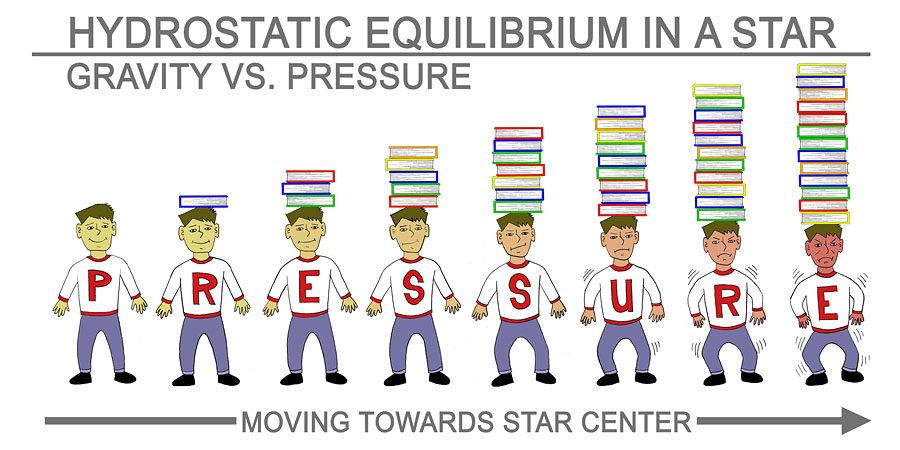 HYDROSTATIC EQUILIBRIUM IN A STAR
GRAVITY VS. PRESSURE
P R E S S U R E
MOVING TOWARDS STAR CENTER